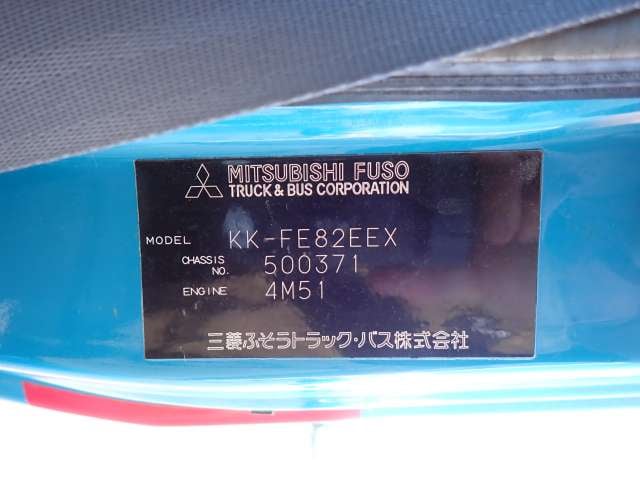 MITSUBISHI FUSO
TRUCK & BUS CORPORATION
MODEL KK-FE82EEX
CHASSIS NO. 500371
ENGINE 4M51
三菱ふそうトラック・バス株式会社